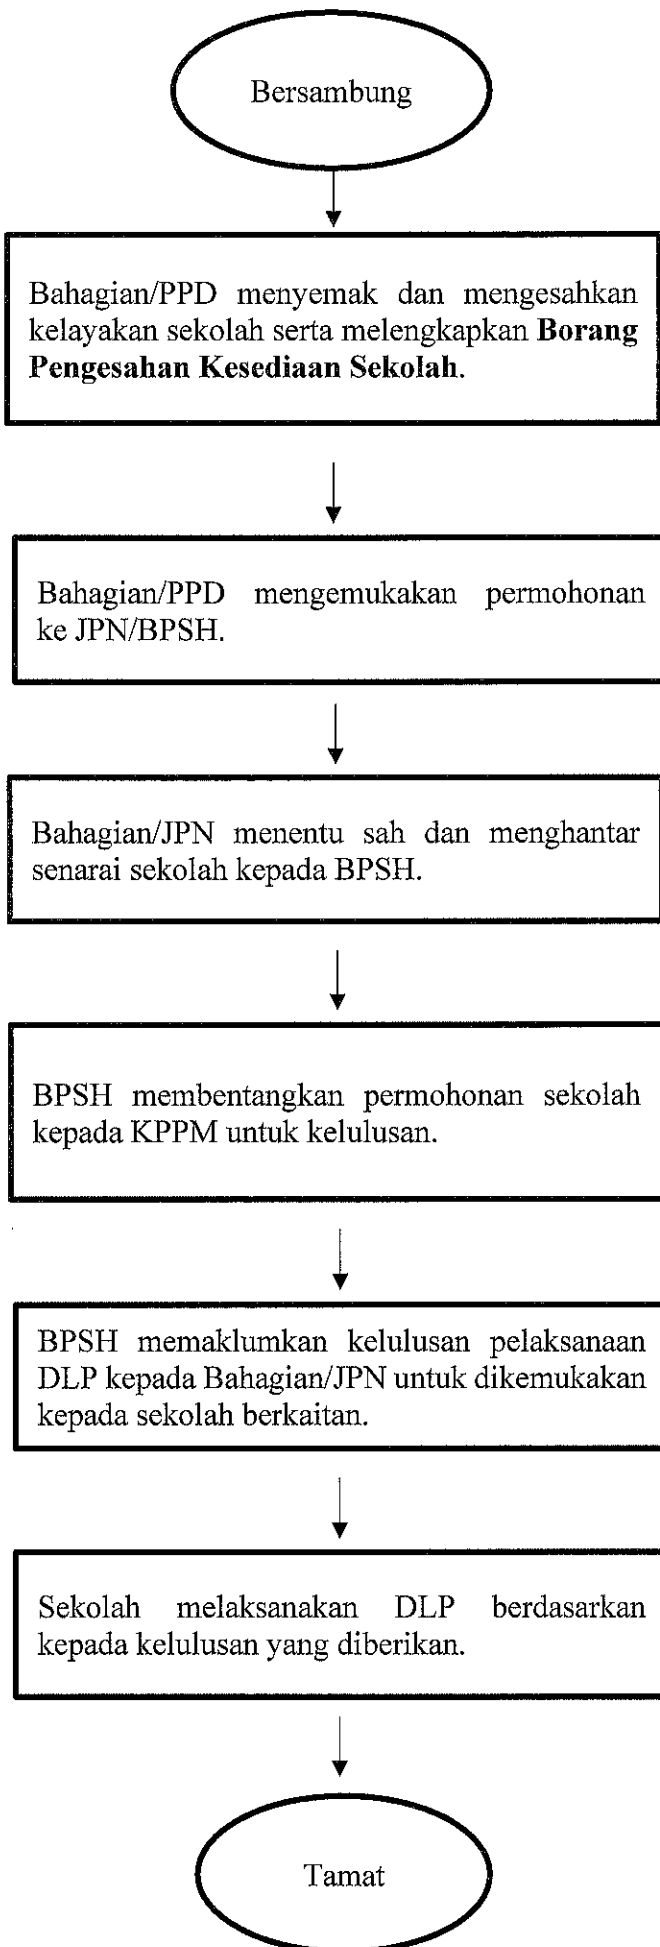 Bersambung
Bahagian/PPD menyemak dan mengesahkan
kelayakan sekolah serta melengkapkan Borang
Pengesahan Kesediaan Sekolah.
Bahagian/PPD mengemukakan permohonan
ke JPN/BPSH.
Bahagian/JPN menentu sah dan menghantar
senarai sekolah kepada BPSH.
BPSH membentangkan permohonan sekolah
kepada KPPM untuk kelulusan.
BPSH memaklumkan kelulusan pelaksanaan
DLP kepada Bahagian/JPN untuk dikemukakan
kepada sekolah berkaitan.
Sekolah melaksanakan DLP berdasarkan
kepada kelulusan yang diberikan.
Tamat